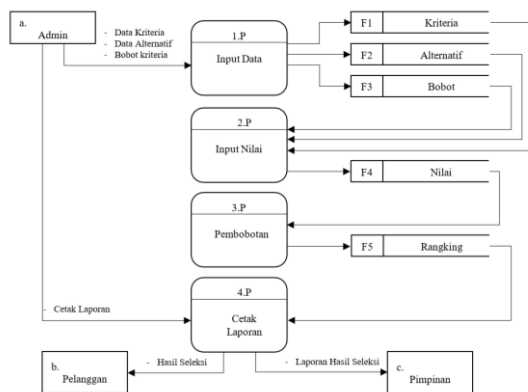 a.
Admin
- Data Kriteria
- Data Alternatif
- Bobot kriteria
1.P
Input Data
F1 Kriteria
F2 Alternatif
F3 Bobot
2.P
Input Nilai
F4 Nilai
3.P
Pembobotan
F5 Rangking
4.P
Cetak
Laporan
- Cetak Laporan
- Hasil Seleksi
- Laporan Hasil Seleksi
b.
Pelanggan
c.
Pimpinan